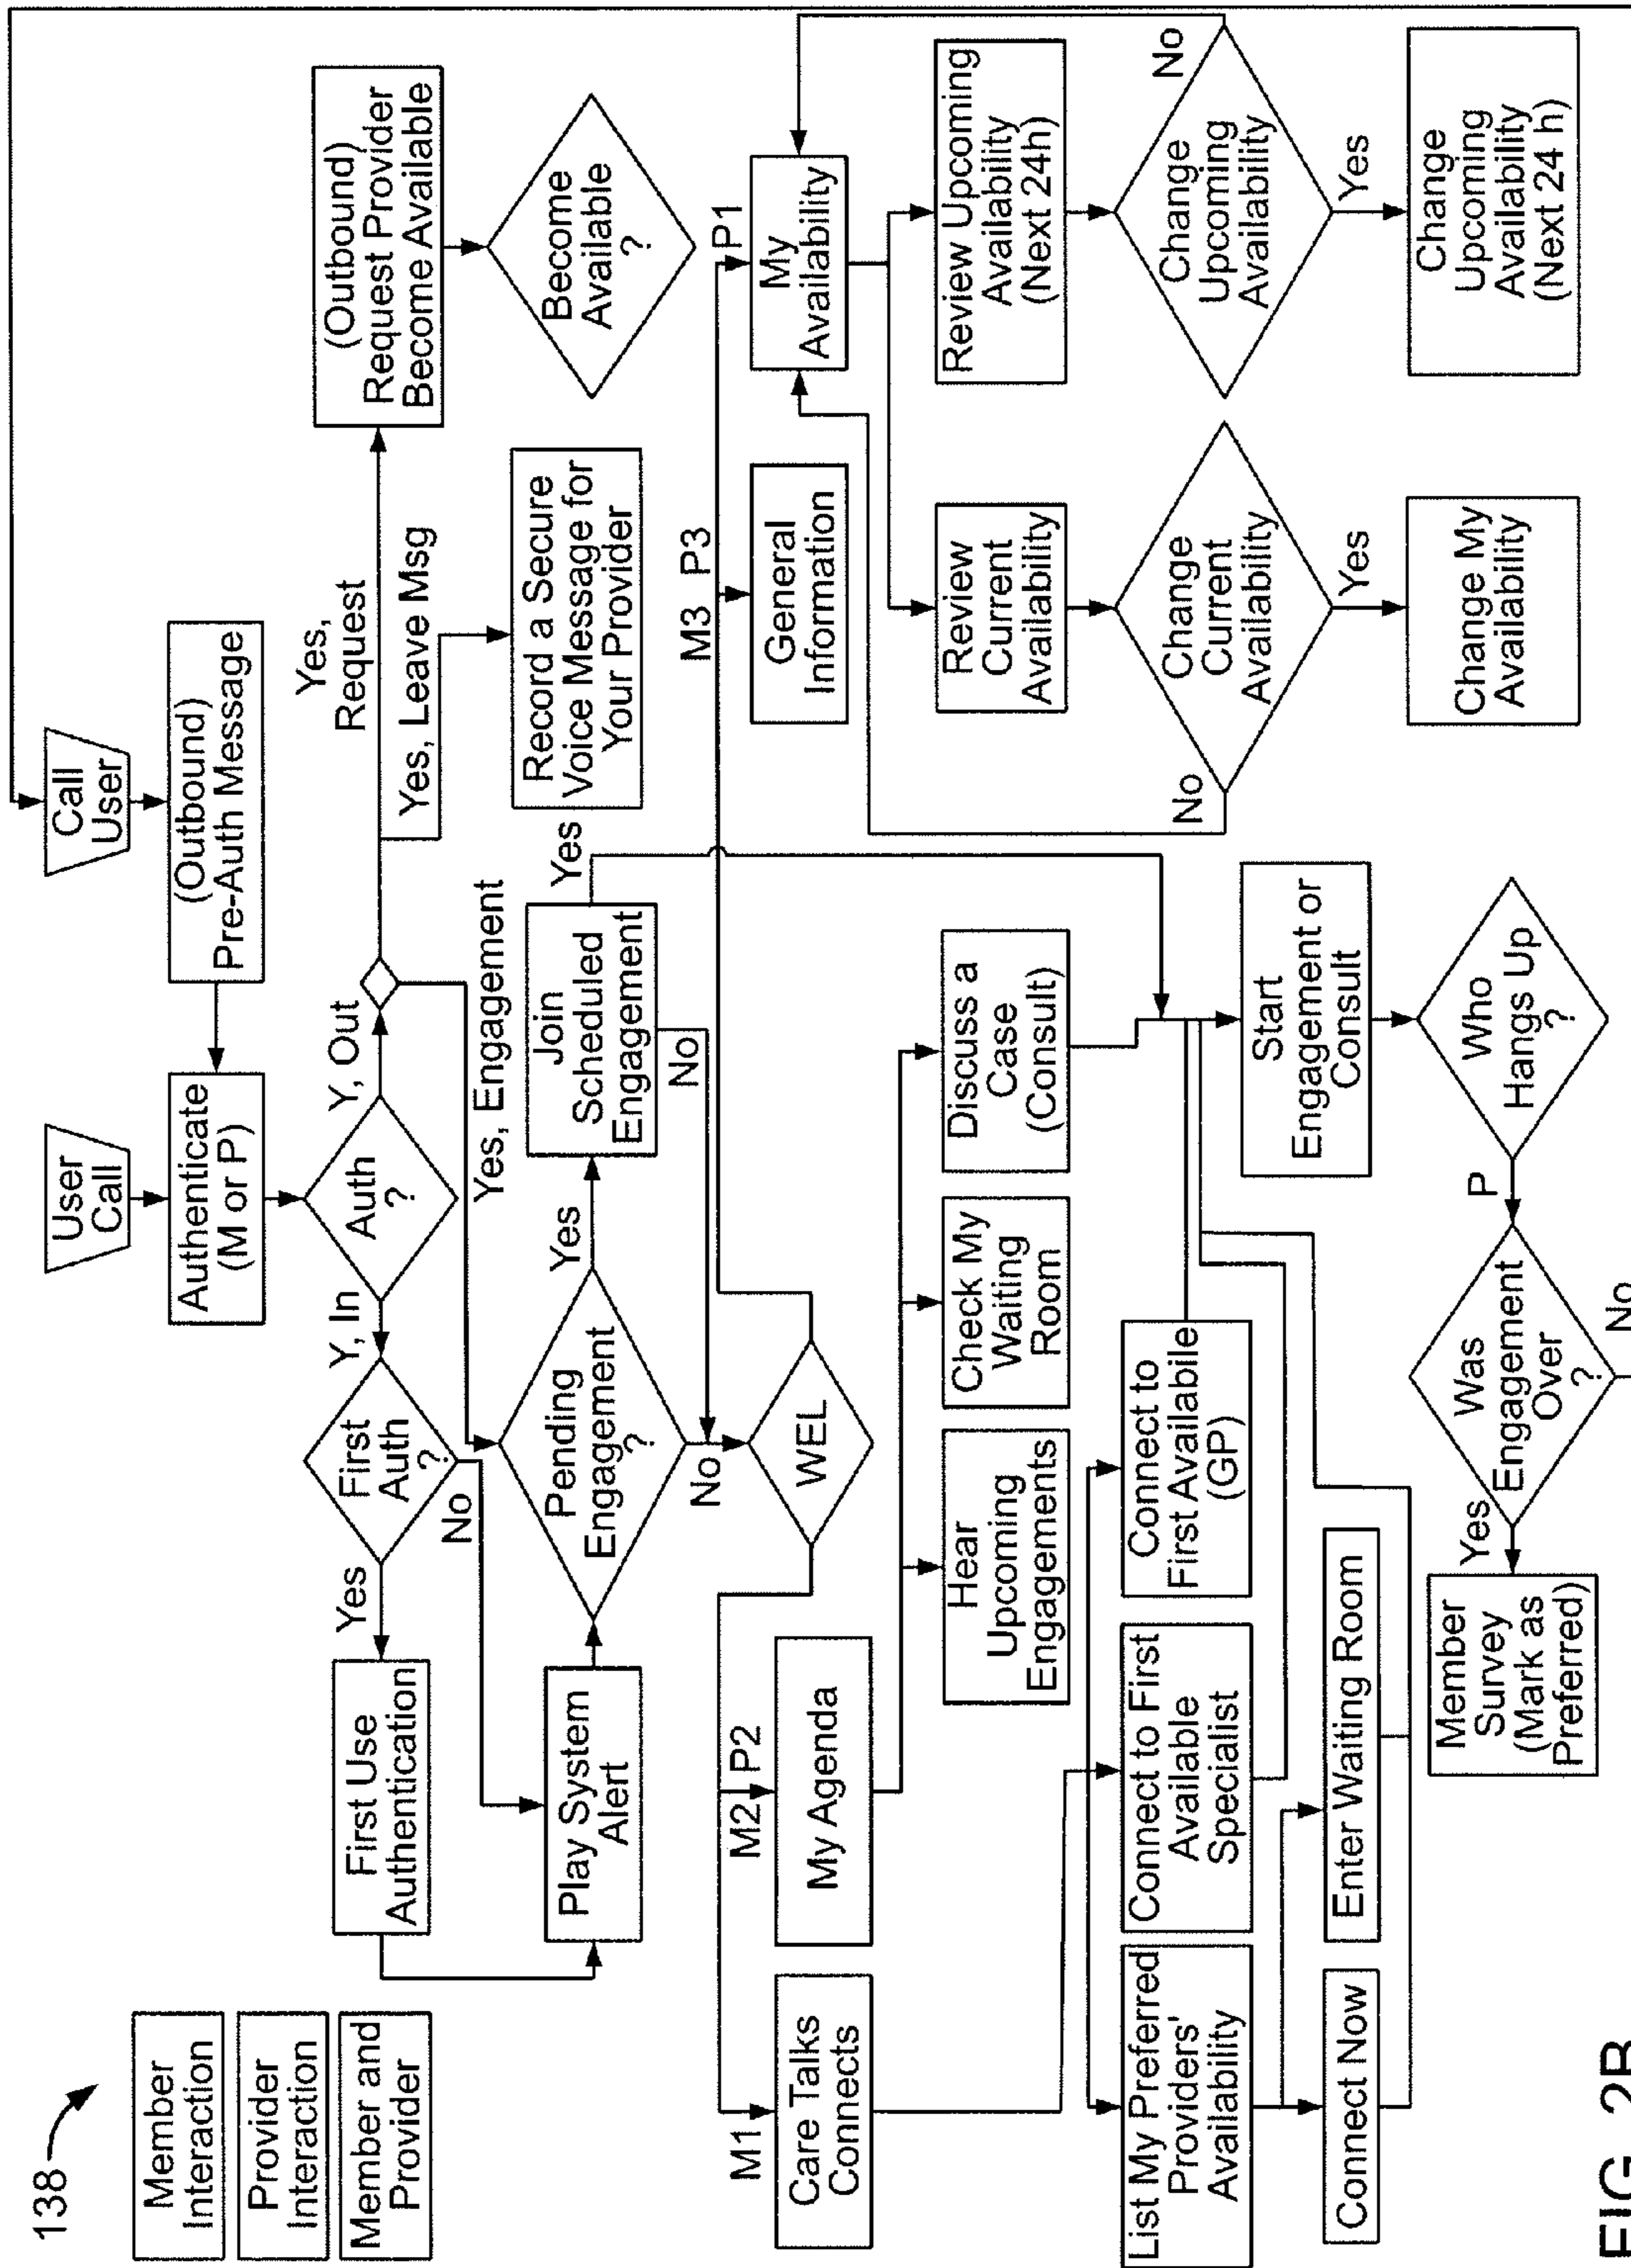 138
Member
Interaction
Provider
Interaction
Member and
Provider
User
Call
Call
User
Authenticate
(M or P)
(Outbound)
Pre-Auth Message
Auth
?
Y, In
Y, Out
First
Auth
?
Yes
No
First Use
Authentication
Yes,
Request
Yes, Leave Msg
Yes, Engagement
(Outbound)
Request Provider
Become Available
Become
Available
?
Record a Secure
Voice Message for
Your Provider
Play System
Alert
Pending
Engagement
?
Yes
No
Join
Scheduled
Engagement
Yes
No
WEL
M1
M2
P2
M3
P3
P1
Care Talks
Connects
My Agenda
General
Information
My
Availability
Hear
Upcoming
Engagements
Check My
Waiting
Room
Discuss a
Case
(Consult)
Review
Current
Availability
Review Upcoming
Availability
(Next 24h)
List My Preferred
Providers'
Availability
Connect to First
Available
Specialist
Connect to
First Availabile
(GP)
Change
Current
Availability
No
Yes
Change
Upcoming
Availability
No
Yes
Connect Now
Enter Waiting Room
Start
Engagement or
Consult
Change My
Availability
Change
Upcoming
Availability
(Next 24 h)
Member
Survey
(Mark as
Preferred)
Yes
Was
Engagement
Over
?
No
P
Who
Hangs Up
?
FIG. 2B